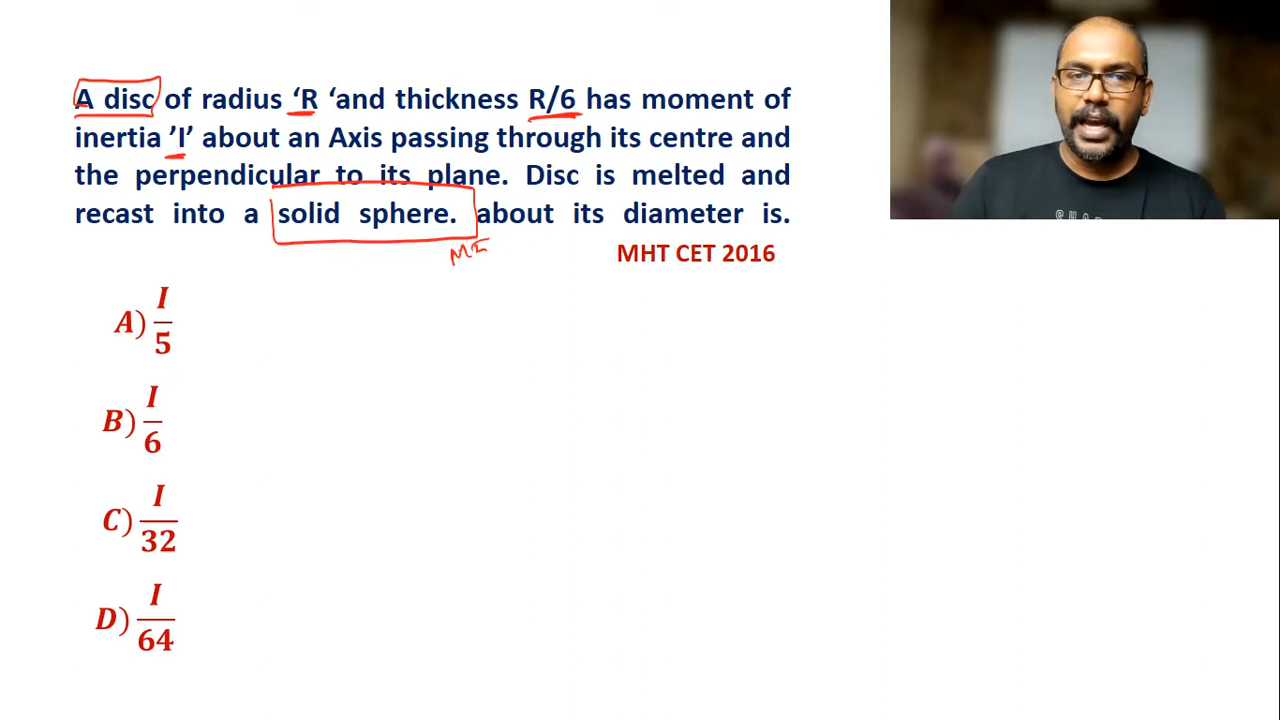 A disc of radius ‘R ‘and thickness R/6 has moment of
inertia ’I’ about an Axis passing through its centre and
the perpendicular to its plane. Disc is melted and
recast into a solid sphere. about its diameter is.
MI
MHT CET 2016
A) I/5
B) I/6
C) I/32
D) I/64